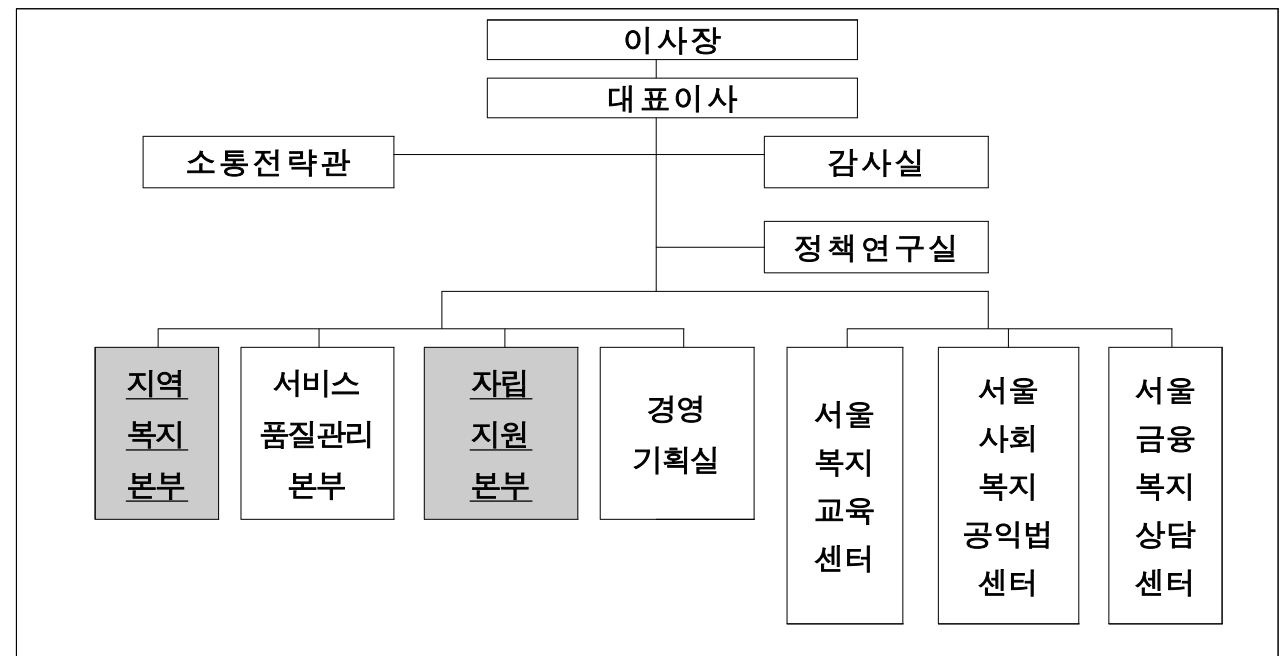 이사장
대표이사
소통전략관
감사실
정책연구실
지역
복지
본부
서비스
품질관리
본부
자립
지원
본부
경영
기획실
서울
복지
교육
센터
서울
사회
복지
공익법
센터
서울
금융
복지
상담
센터